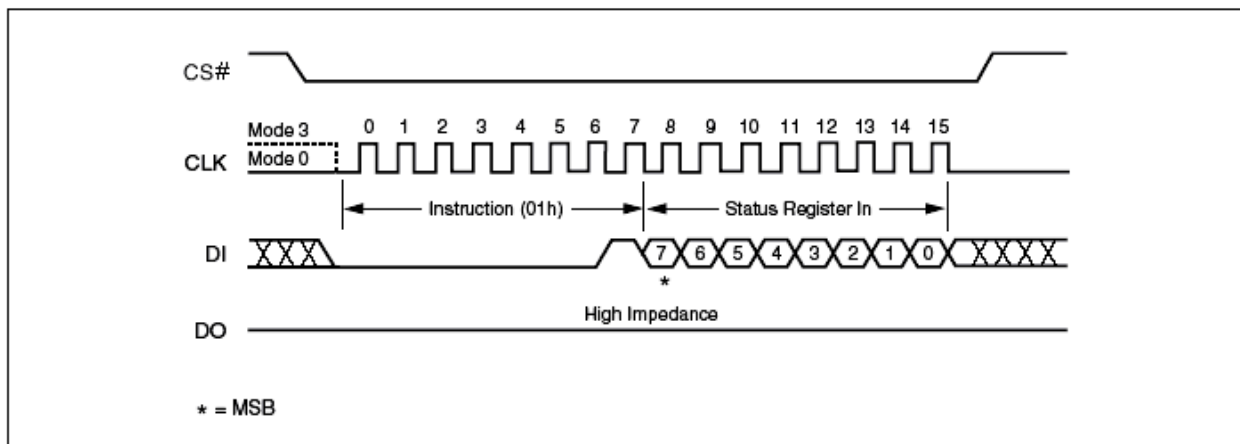 CS#
Mode 3
0 1 2 3 4 5 6 7 8 9 10 11 12 13 14 15
CLK
Mode 0
Instruction (01h)
Status Register In
DI
7 6 5 4 3 2 1 0
*
High Impedance
DO
* = MSB